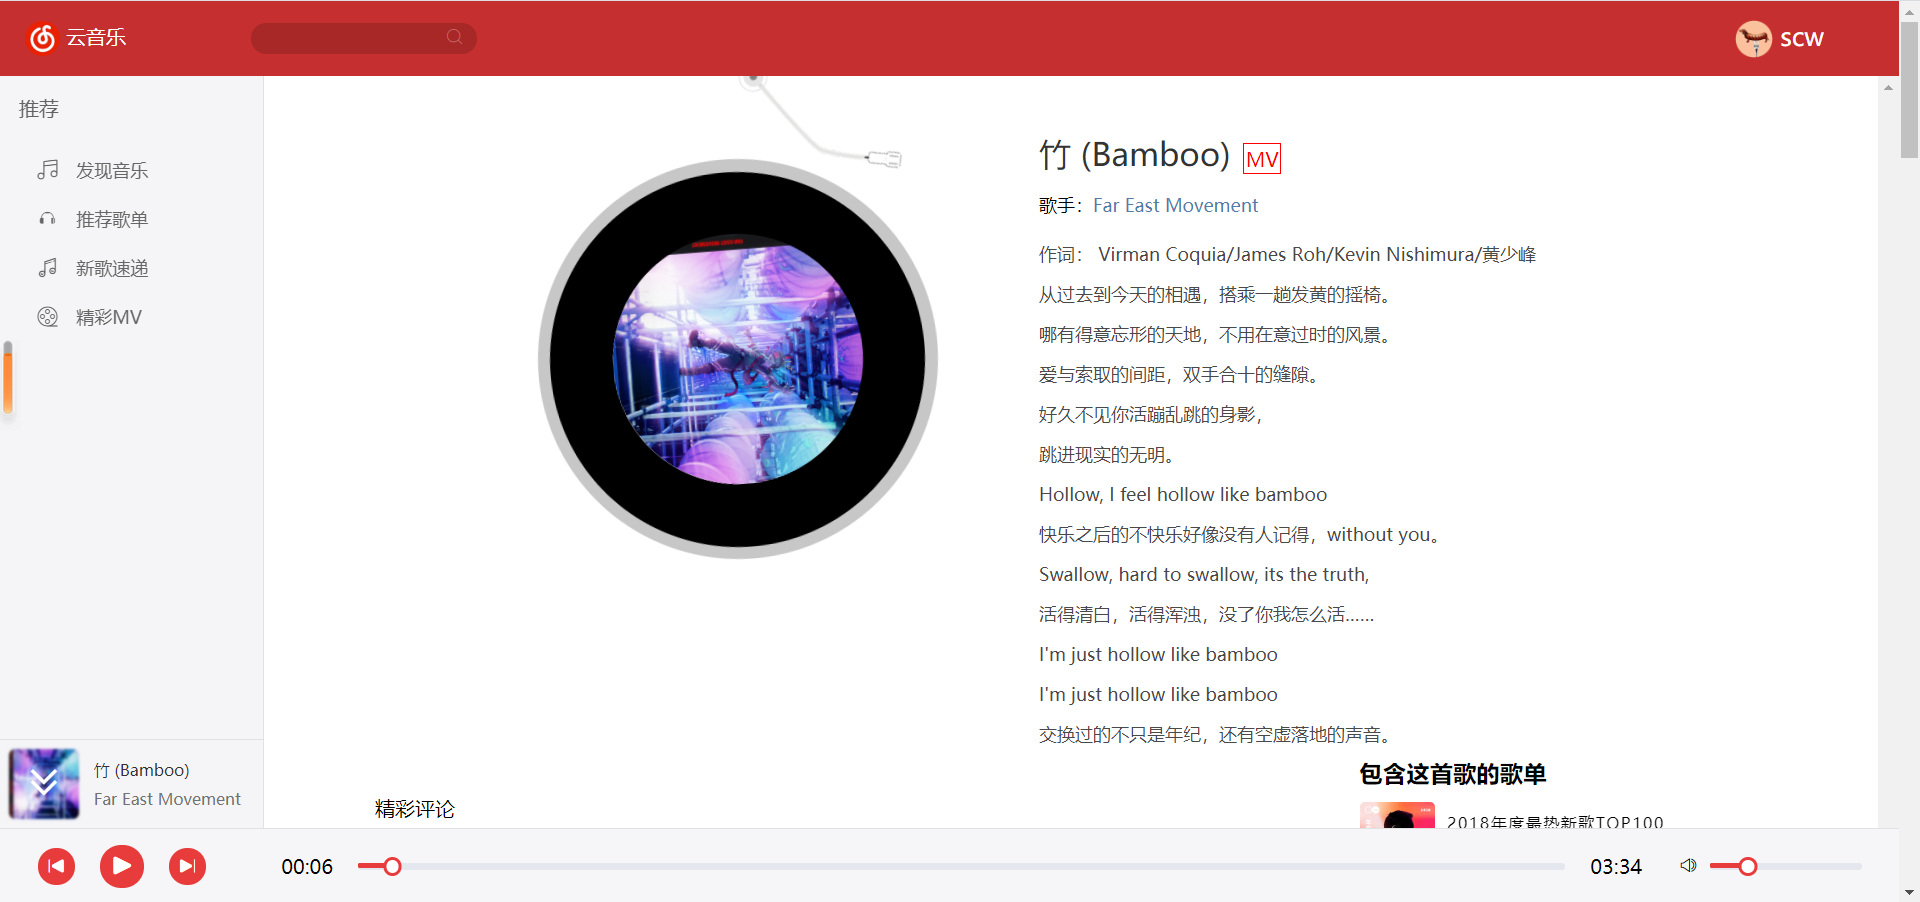 云音乐
SCW
推荐
发现音乐
推荐歌单
新歌速递
精彩MV
竹 (Bamboo) MV
歌手：Far East Movement
作词： Virman Coquia/James Roh/Kevin Nishimura/黄少峰
从过去到今天的相遇，搭乘一趟发黄的摇椅。
哪有得意忘形的天地，不用在意过时的风景。
爱与索取的间距，双手合十的缝隙。
好久不见你活蹦乱跳的身影，
跳进现实的无明。
Hollow, I feel hollow like bamboo
快乐之后的不快乐好像没有人记得，without you。
Swallow, hard to swallow, its the truth,
活得清白，活得浑浊，没了你我怎么活……
I'm just hollow like bamboo
I'm just hollow like bamboo
交换过的不只是年纪，还有空虚落地的声音。
包含这首歌的歌单
2018年度最热新歌TOP100
精彩评论
竹 (Bamboo)
Far East Movement
00:06
03:34